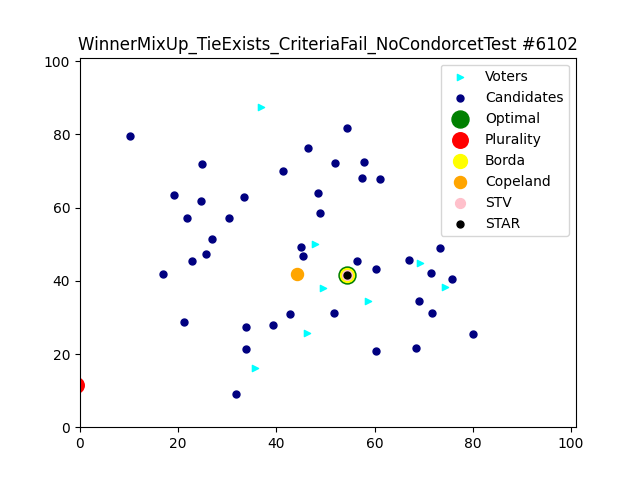 WinnerMixUp_TieExists_CriteriaFail_NoCondorcetTest #6102
100
80
60
40
20
0
0 20 40 60 80 100
Voters
Candidates
Optimal
Plurality
Borda
Copeland
STV
STAR